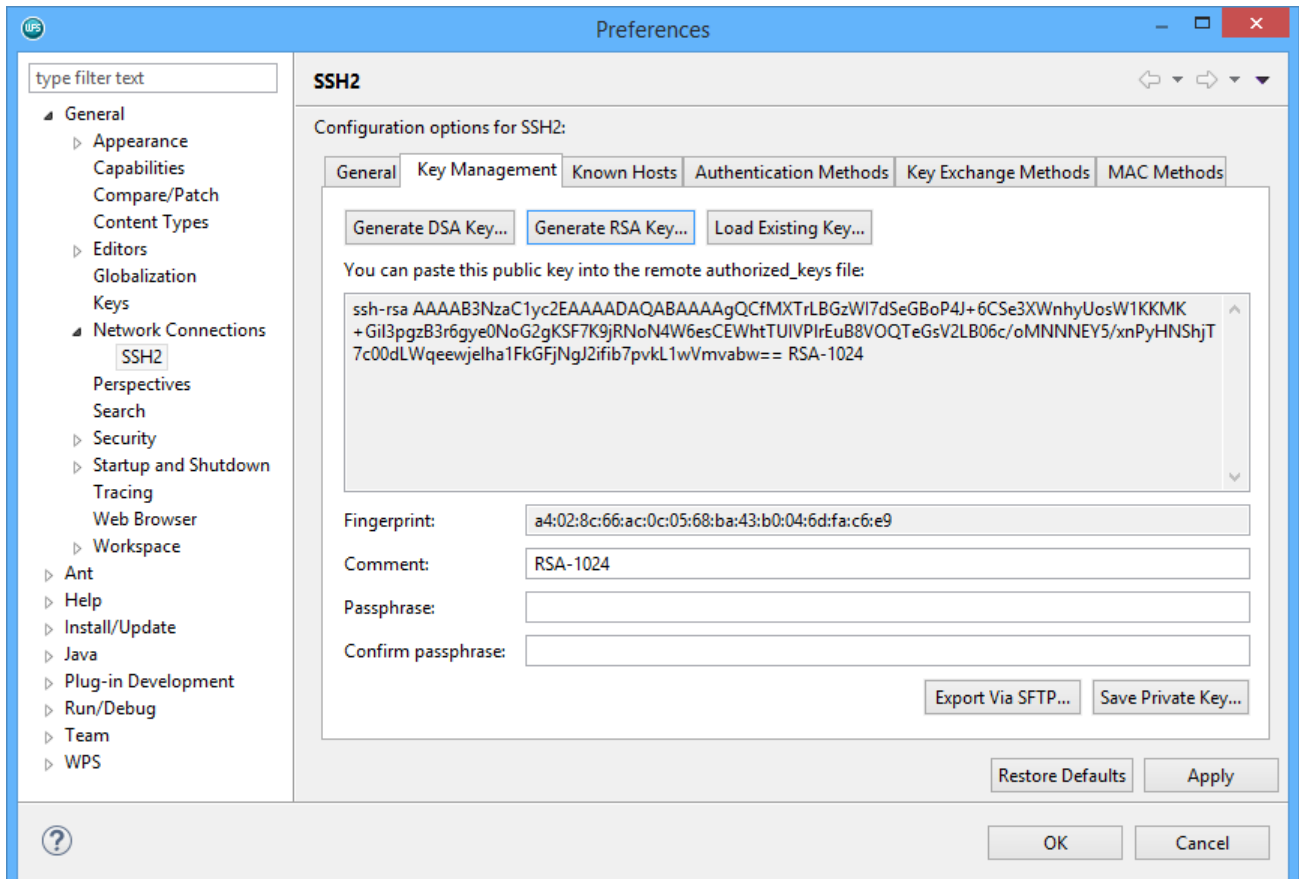 WPS
Preferences
type filter text
General
Appearance
Capabilities
Compare/Patch
Content Types
Editors
Globalization
Keys
Network Connections
SSH2
Perspectives
Search
Security
Startup and Shutdown
Tracing
Web Browser
Workspace
Ant
Help
Install/Update
Java
Plug-in Development
Run/Debug
Team
WPS
SSH2
Configuration options for SSH2:
General Key Management Known Hosts Authentication Methods Key Exchange Methods MAC Methods
Generate DSA Key... Generate RSA Key... Load Existing Key...
You can paste this public key into the remote authorized_keys file:
ssh-rsa AAAAB3NzaC1yc2EAAAADAQABAAAAgQCfMXTrLBGzWI7dSeGBoP4J+6CSe3XWnhyUosW1KKMK
+GiI3pgzB3r6gye0NoG2gKSF7K9jRNoN4W6esCEWhtTUIVPIrEuB8VOQTeGsV2LB06c/oMNNNEY5/xnPyHNShjT
7c00dLWqeewjeIha1FkGFjNgJ2ifib7pvkL1wVmvabw== RSA-1024
Fingerprint: a4:02:8c:66:ac:0c:05:68:ba:43:b0:04:6d:fa:c6:e9
Comment: RSA-1024
Passphrase:
Confirm passphrase:
Export Via SFTP... Save Private Key...
Restore Defaults Apply
?
OK Cancel